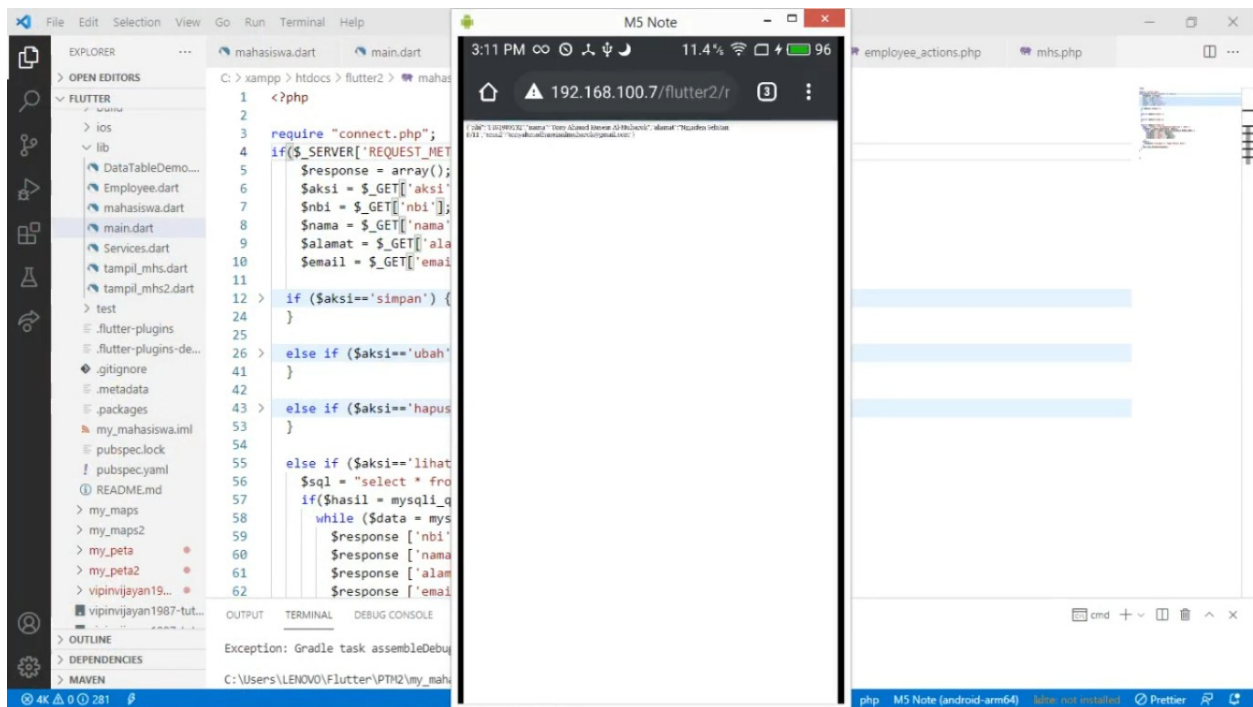 File Edit Selection View Go Run Terminal Help
M5 Note
EXPLORER
mahasiswa.dart
main.dart
employee_actions.php
mhs.php
> OPEN EDITORS
FLUTTER
> ios
lib
DataTableDemo....
Employee.dart
mahasiswa.dart
main.dart
Services.dart
tampil_mhs.dart
tampil_mhs2.dart
> test
.flutter-plugins
.flutter-plugins-de...
.gitignore
.metadata
.packages
my_mahasiswa.iml
pubspec.lock
pubspec.yaml
README.md
> my_maps
> my_maps2
> my_peta
> my_peta2
> vipinvijayan19...
vipinvijayan1987-tut...
> OUTLINE
> DEPENDENCIES
> MAVEN
C: > xampp > htdocs > flutter2 > mahas
1 <?php
2
3 require "connect.php";
4 if($_SERVER['REQUEST_MET
5 $response = array();
6 $aksi = $_GET['aksi'
7 $nbi = $_GET['nbi'];
8 $nama = $_GET['nama'
9 $alamat = $_GET['ala
10 $email = $_GET['emai
11
12 > if ($aksi=='simpan') {
24 }
25
26 > else if ($aksi=='ubah'
41 }
42
43 > else if ($aksi=='hapus
53 }
54
55 else if ($aksi=='lihat
56 $sql = "select * fro
57 if($hasil = mysqli_q
58 while ($data = mys
59 $response ['nbi'
60 $response ['nama
61 $response ['alam
62 $response ['emai
3:11 PM 11.4% 96
192.168.100.7/flutter2/r 3
OUTPUT TERMINAL DEBUG CONSOLE
cmd
Exception: Gradle task assembleDebu
C:\Users\LENOVO\Flutter\PTM2\my_maha
4K 0 281
php M5 Note (android-arm64) not installed Prettier